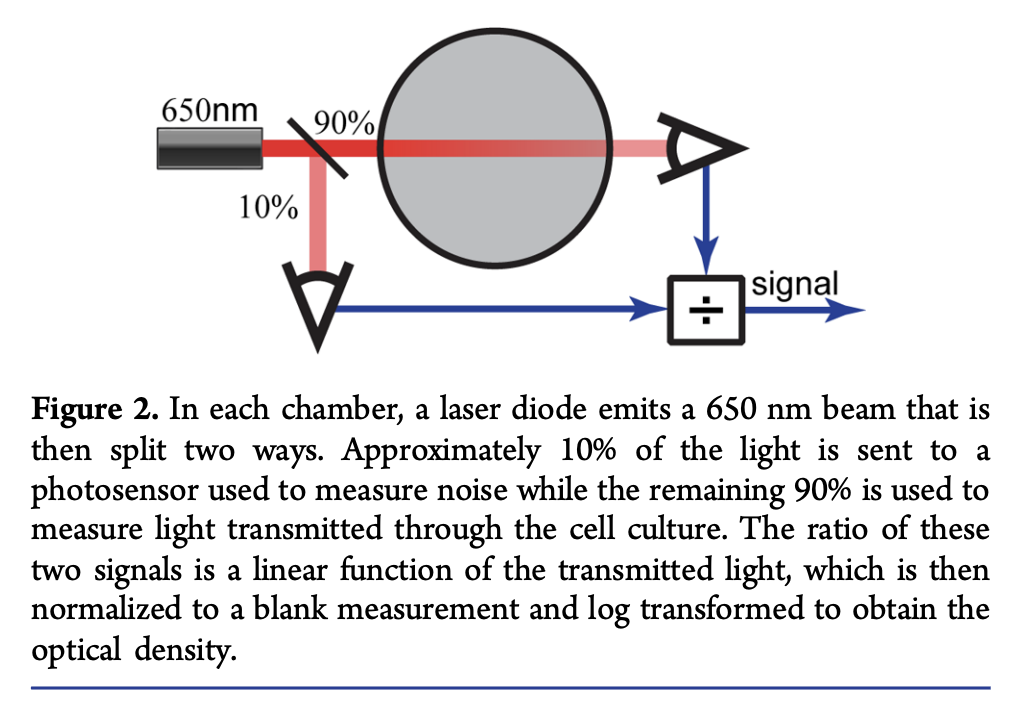 650nm
90%
10%
÷
signal
Figure 2. In each chamber, a laser diode emits a 650 nm beam that is
then split two ways. Approximately 10% of the light is sent to a
photosensor used to measure noise while the remaining 90% is used to
measure light transmitted through the cell culture. The ratio of these
two signals is a linear function of the transmitted light, which is then
normalized to a blank measurement and log transformed to obtain the
optical density.